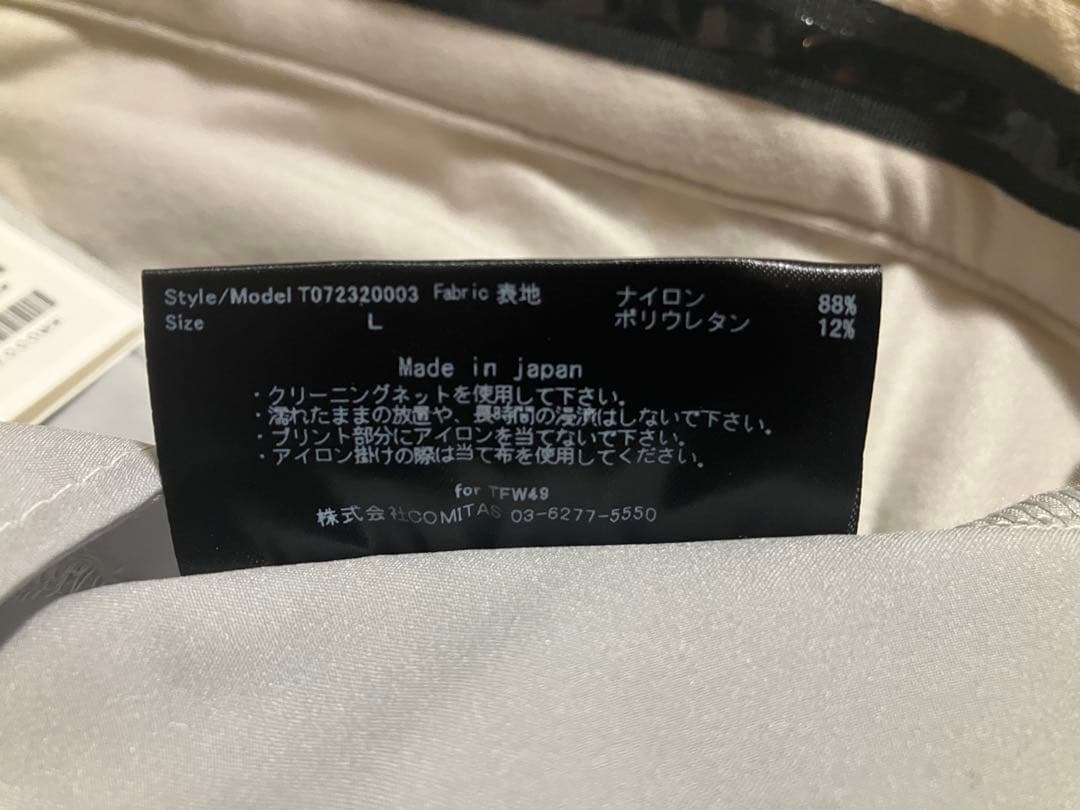 Style/Model T072320003 Fabric 表地 ナイロン 88%
Size L ポリウレタン 12%
Made in japan
・クリーニングネットを使用して下さい。
・濡れたままの放置や、長時間の浸漬はしないで下さい。
・プリント部分にアイロンを当てないで下さい。
・アイロン掛けの際は当て布を使用してください。
for TFW49
株式会社COMITAS 03-6277-5550